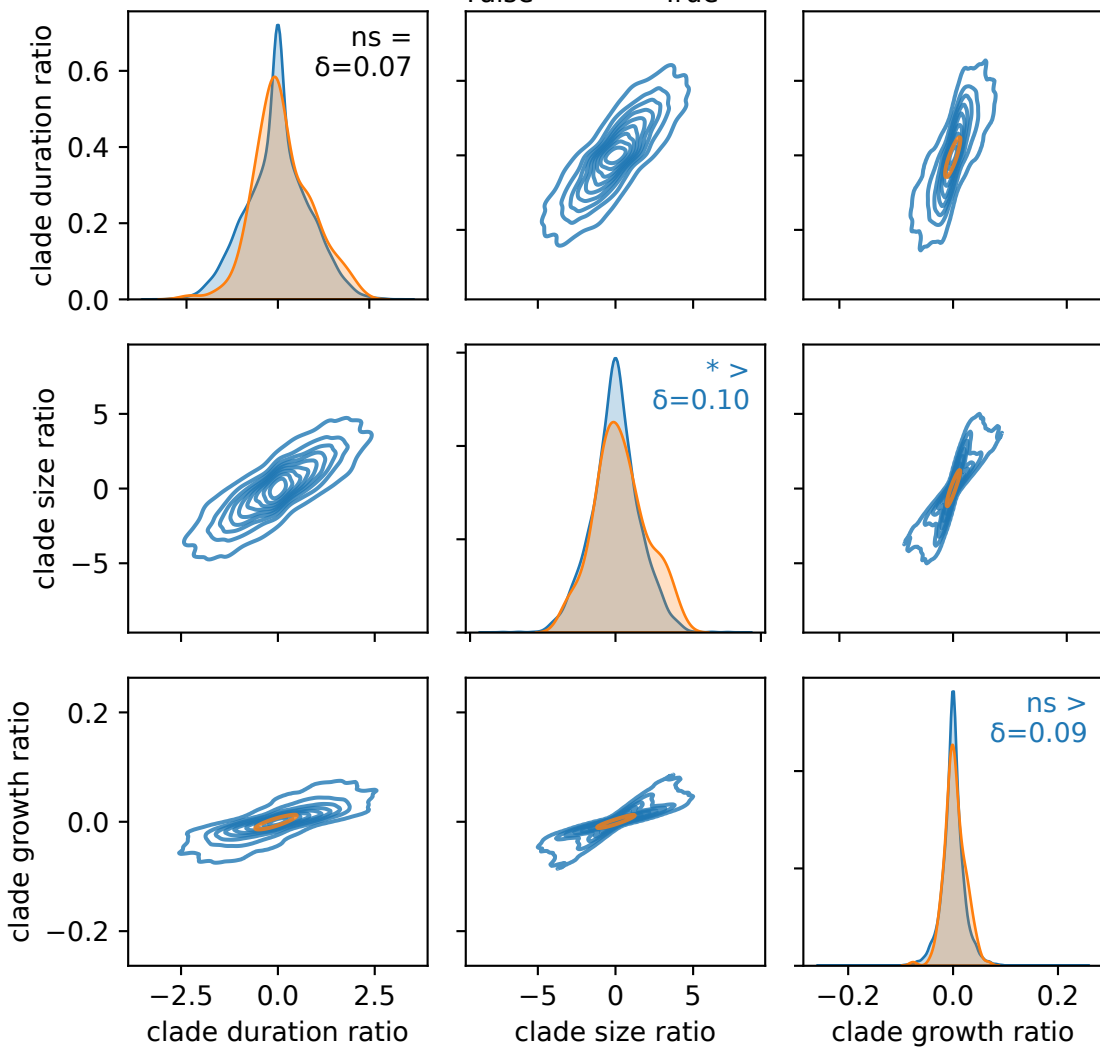 ns =
δ=0.07
clade duration ratio
0.6
0.4
0.2
0.0
* >
δ=0.10
clade size ratio
5
0
−5
ns >
δ=0.09
clade growth ratio
0.2
0.0
−0.2
−2.5 0.0 2.5
−5 0 5
−0.2 0.0 0.2
clade duration ratio
clade size ratio
clade growth ratio